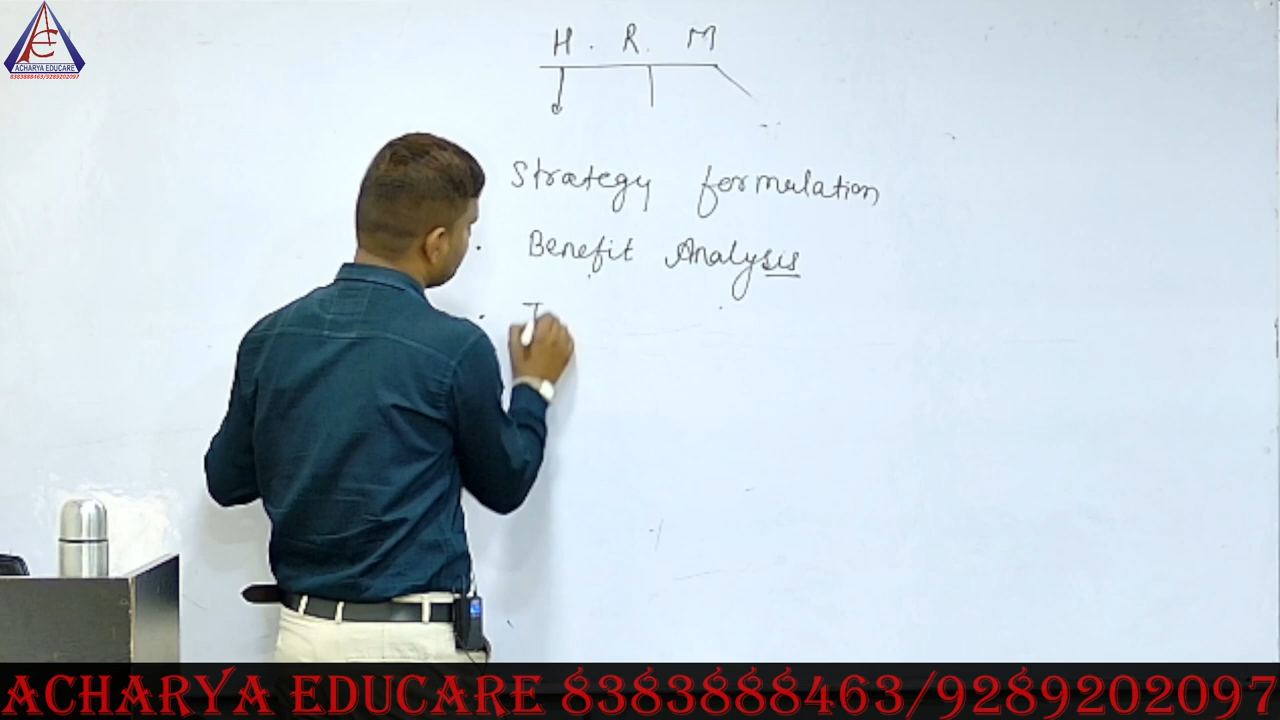 ACHARYA EDUCARE
8383888463/9289202097
H. R. M
Strategy formulation
Benefit Analysis
T
ACHARYA EDUCARE 8383888463/9289202097